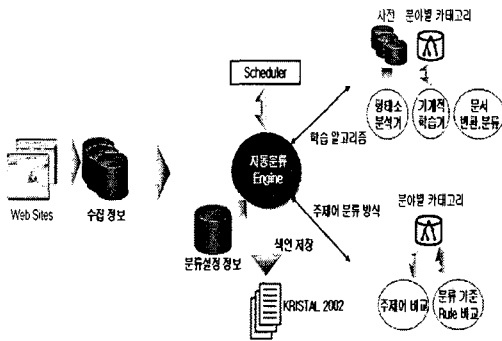 사전 분야별 카테고리
Scheduler
형태소
분석기
기계적
학습기
문서
변환,분류
학습 알고리즘
자동분류
Engine
Web Sites
수집 정보
주제어 분류 방식
분야별 카테고리
분류설정 정보
색인 저장
KRISTAL 2002
주제어 비교
분류 기준
Rule 비교